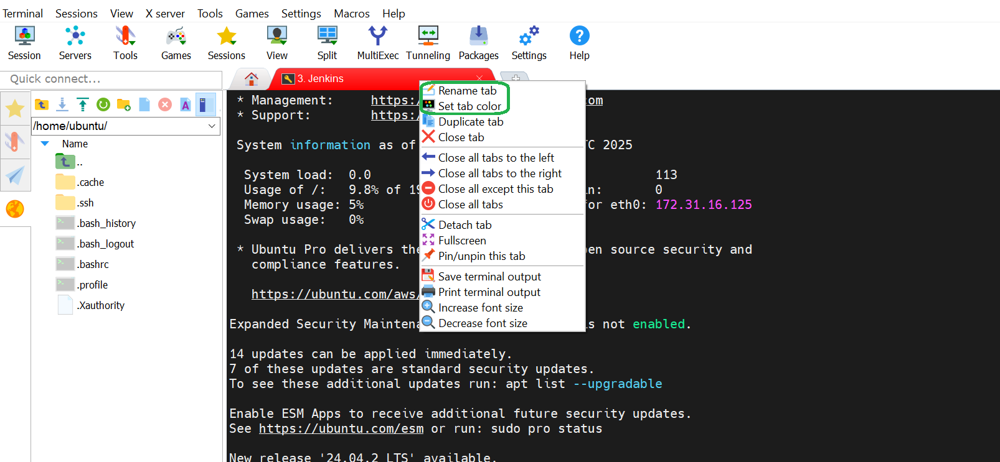 Terminal Sessions View X server Tools Games Settings Macros Help
Session Servers Tools Games Sessions View Split MultiExec Tunneling Packages Settings Help
Quick connect...
3. Jenkins
/home/ubuntu/
Name
..
.cache
.ssh
.bash_history
.bash_logout
.bashrc
.profile
.Xauthority
* Management: https:/ com
* Support: https:/
System information as of TC 2025
System load: 0.0 113
Usage of /: 9.8% of 19 n: 0
Memory usage: 5% for eth0: 172.31.16.125
Swap usage: 0%
* Ubuntu Pro delivers the en source security and
compliance features.
https://ubuntu.com/aws/
Expanded Security Maintena s not enabled.
14 updates can be applied immediately.
7 of these updates are standard security updates.
To see these additional updates run: apt list --upgradable
Enable ESM Apps to receive additional future security updates.
See https://ubuntu.com/esm or run: sudo pro status
New release '24.04.2 LTS' available.
Rename tab
Set tab color
Duplicate tab
Close tab
Close all tabs to the left
Close all tabs to the right
Close all except this tab
Close all tabs
Detach tab
Fullscreen
Pin/unpin this tab
Save terminal output
Print terminal output
Increase font size
Decrease font size